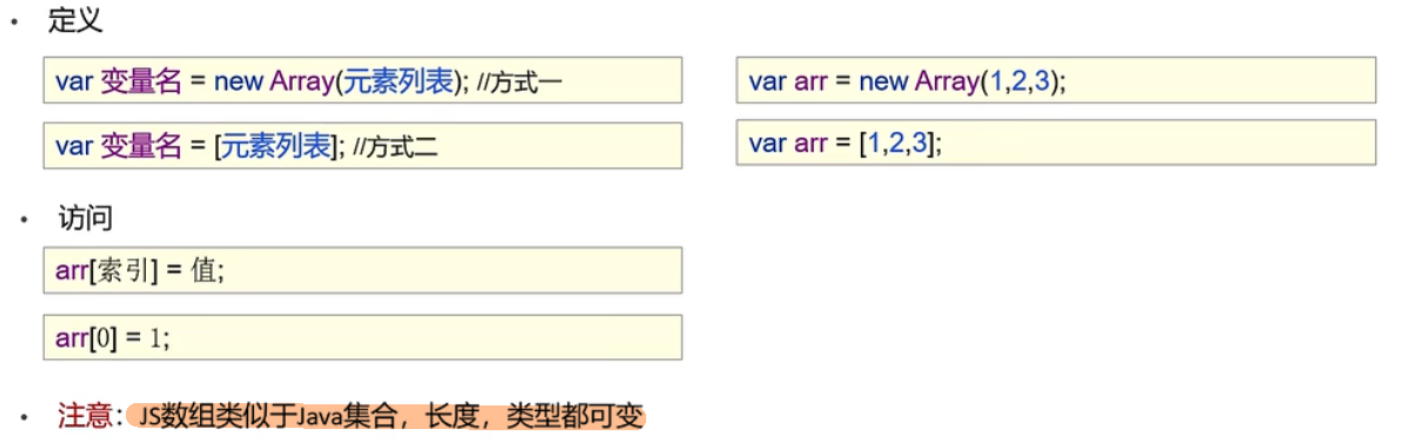 • 定义
var 变量名 = new Array(元素列表); //方式一
var arr = new Array(1,2,3);
var 变量名 = [元素列表]; //方式二
var arr = [1,2,3];
• 访问
arr[索引] = 值;
arr[0] = 1;
• 注意：JS数组类似于Java集合，长度，类型都可变